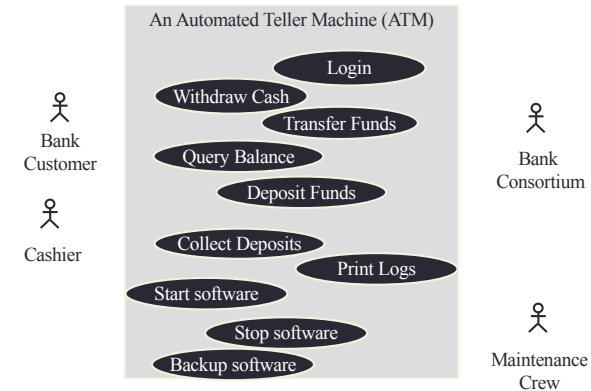 An Automated Teller Machine (ATM)
Login
Withdraw Cash
Transfer Funds
Bank
Customer
Query Balance
Bank
Consortium
Deposit Funds
Cashier
Collect Deposits
Print Logs
Start software
Stop software
Backup software
Maintenance
Crew